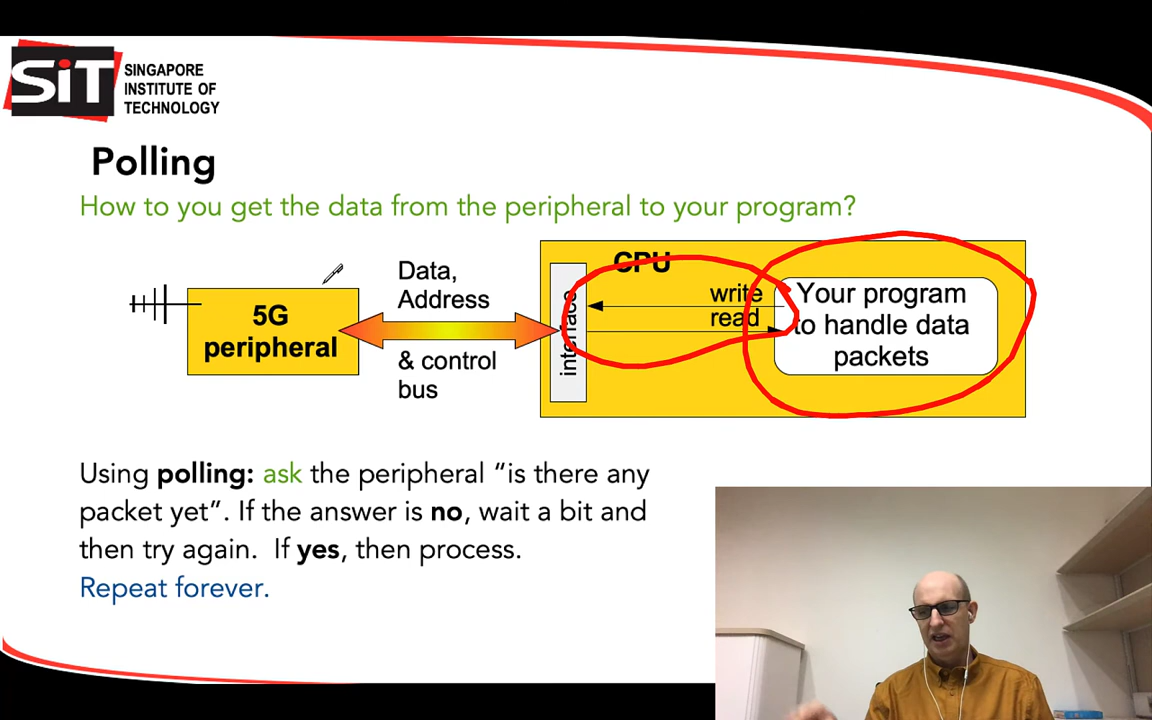 SiT
SINGAPORE
INSTITUTE OF
TECHNOLOGY
Polling
How to you get the data from the peripheral to your program?
5G
peripheral
Data,
Address
& control
bus
interface
CPU
write
read
Your program
to handle data
packets
Using polling: ask the peripheral “is there any
packet yet”. If the answer is no, wait a bit and
then try again. If yes, then process.
Repeat forever.